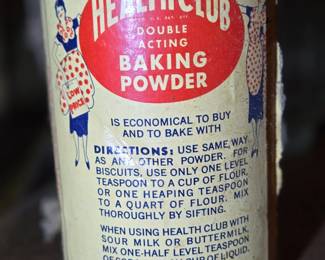 HEALTH CLUB
DOUBLE
ACTING
BAKING
POWDER
LOW
PRICE
IS ECONOMICAL TO BUY
AND TO BAKE WITH
DIRECTIONS: USE SAME WAY
AS ANY OTHER POWDER. FOR
BISCUITS, USE ONLY ONE LEVEL
TEASPOON TO A CUP OF FLOUR,
OR ONE HEAPING TEASPOON
TO A QUART OF FLOUR. MIX
THOROUGHLY BY SIFTING.
WHEN USING HEALTH CLUB WITH
SOUR MILK OR BUTTERMILK,
MIX ONE-HALF LEVEL TEASPOON
CUP OF LIQUID.